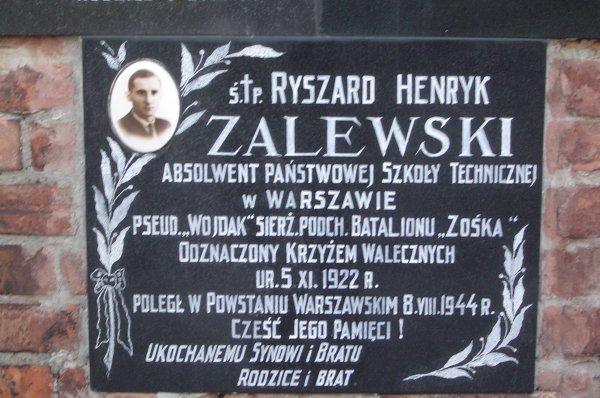 ś.†p. RYSZARD HENRYK
ZALEWSKI
ABSOLWENT PAŃSTWOWEJ SZKOŁY TECHNICZNEJ
W WARSZAWIE
PSEUD. „WOJDAK" SIERŻ. PODCH. BATALIONU „ZOŚKA"
ODZNACZONY KRZYŻEM WALECZNYCH
UR. 5 XI. 1922 R.
POLEGŁ W POWSTANIU WARSZAWSKIM 8.VIII.1944 R.
CZEŚĆ JEGO PAMIĘCI !
UKOCHANEMU SYNOWI i BRATU
RODZICE i BRAT